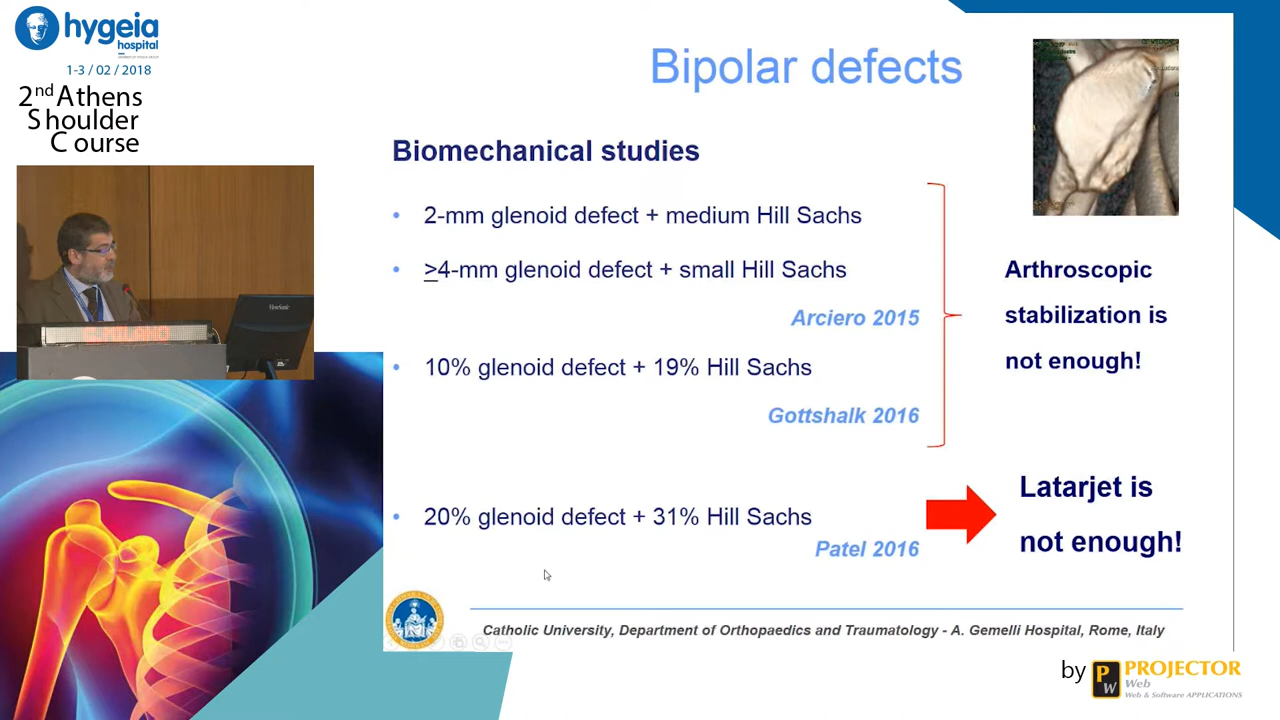 hygeia
hospital
1-3 / 02 / 2018
2nd Athens
Shoulder
Course
Bipolar defects
Biomechanical studies
• 2-mm glenoid defect + medium Hill Sachs
• ≥4-mm glenoid defect + small Hill Sachs
Arciero 2015
• 10% glenoid defect + 19% Hill Sachs
Gottshalk 2016
Arthroscopic
stabilization is
not enough!
• 20% glenoid defect + 31% Hill Sachs
Patel 2016
Latarjet is
not enough!
Catholic University, Department of Orthopaedics and Traumatology - A. Gemelli Hospital, Rome, Italy
by PW PROJECTOR
Web
Web & Software APPLICATIONS
ViewSonic